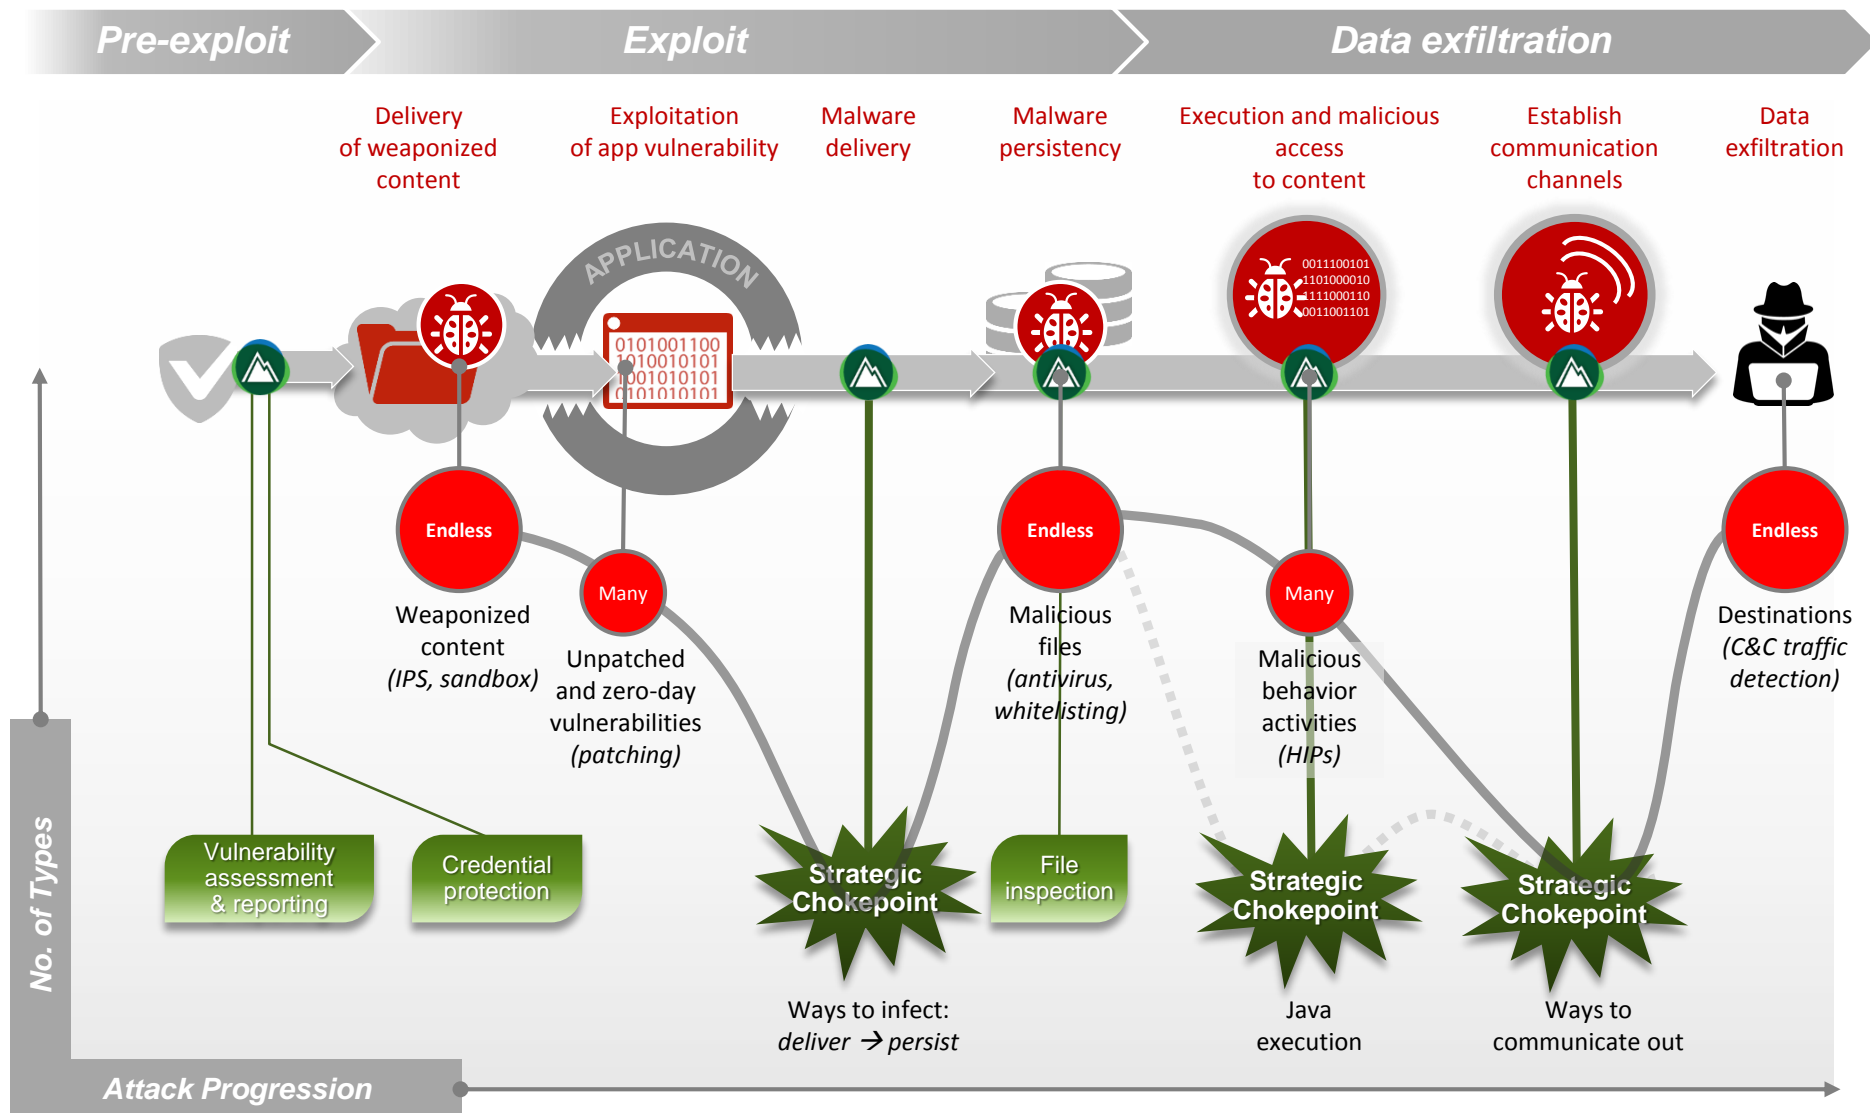 Pre-exploit
Exploit
Data exfiltration
Delivery
of weaponized
content
Exploitation
of app vulnerability
Malware
delivery
Malware
persistency
Execution and malicious
access
to content
Establish
communication
channels
Data
exfiltration
APPLICATION
0101001100
1010010101
1001010101
0101010101
0011100101
1101000010
1111000110
0011001101
Endless
Many
Endless
Many
Endless
Weaponized
content
(IPS, sandbox)
Unpatched
and zero-day
vulnerabilities
(patching)
Malicious
files
(antivirus,
whitelisting)
Malicious
behavior
activities
(HIPs)
Destinations
(C&C traffic
detection)
Vulnerability
assessment
& reporting
Credential
protection
Strategic
Chokepoint
File
inspection
Strategic
Chokepoint
Strategic
Chokepoint
Ways to infect:
deliver → persist
Java
execution
Ways to
communicate out
No. of Types
Attack Progression